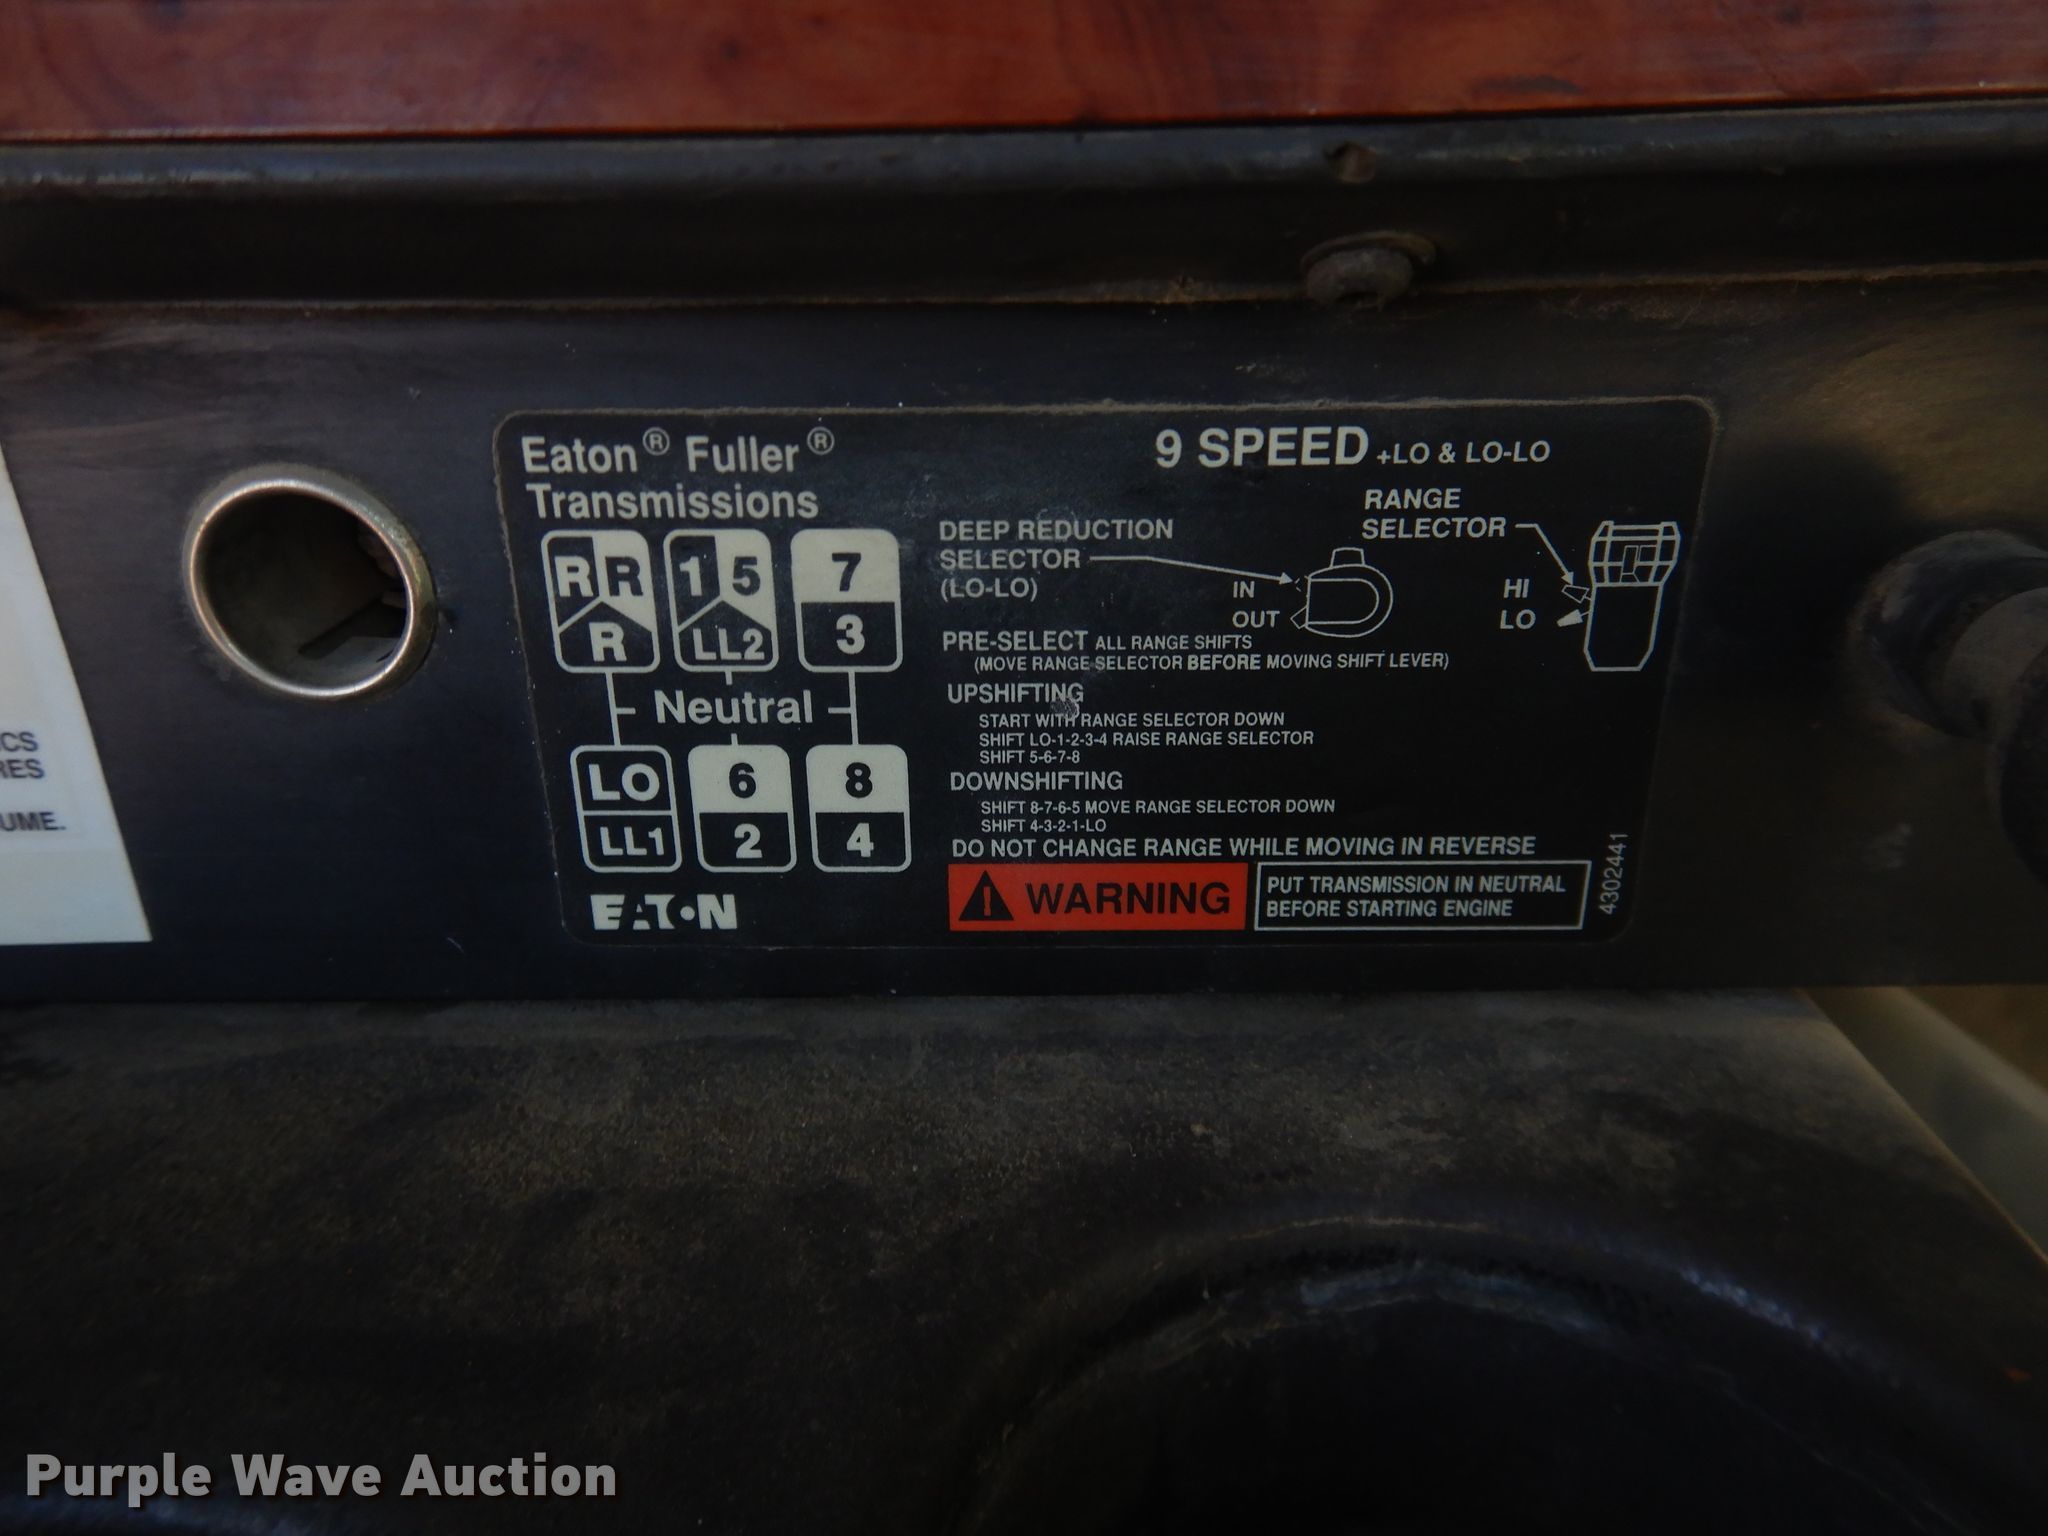 Eaton® Fuller®
Transmissions
9 SPEED +LO & LO-LO
R R
R
1 5
LL2
7
3
Neutral
LO
LL1
6
2
8
4
EATON
DEEP REDUCTION
SELECTOR
(LO-LO)
IN
OUT
RANGE
SELECTOR
HI
LO
PRE-SELECT ALL RANGE SHIFTS
(MOVE RANGE SELECTOR BEFORE MOVING SHIFT LEVER)
UPSHIFTING
START WITH RANGE SELECTOR DOWN
SHIFT LO-1-2-3-4 RAISE RANGE SELECTOR
SHIFT 5-6-7-8
DOWNSHIFTING
SHIFT 8-7-6-5 MOVE RANGE SELECTOR DOWN
SHIFT 4-3-2-1-LO
DO NOT CHANGE RANGE WHILE MOVING IN REVERSE
WARNING
PUT TRANSMISSION IN NEUTRAL
BEFORE STARTING ENGINE
4302441
Purple Wave Auction